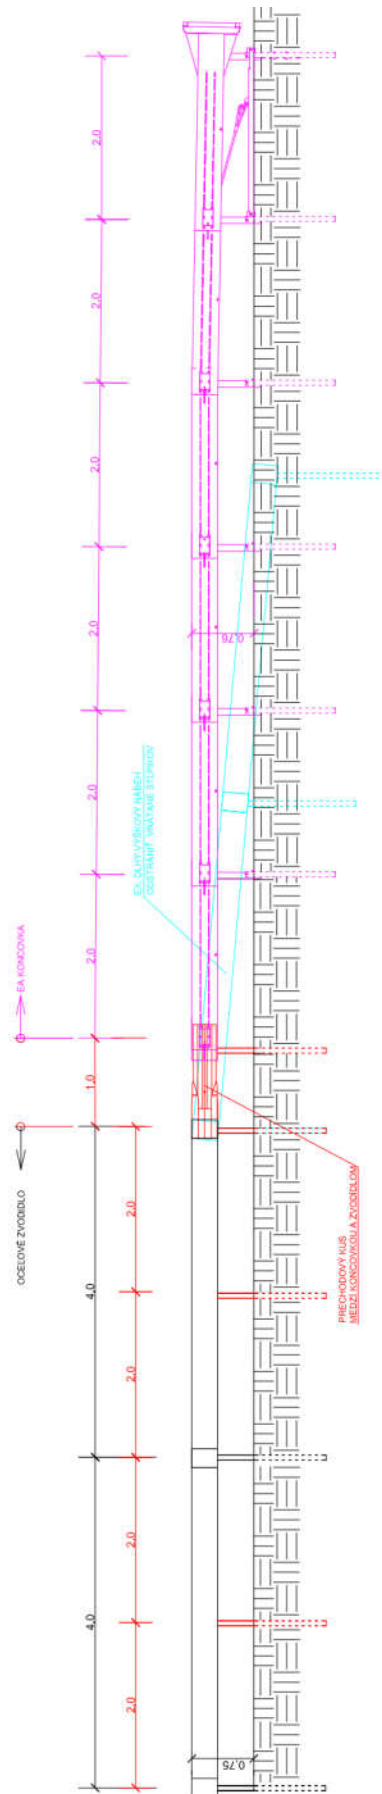 2,0
2,0
2,0
2,0
2,0
2,0
1,0
0,76
EX. DLHÝ VÝŠKOVÝ NÁBEH
ODSTRÁNIŤ VRÁTANE STĹPIKOV
EA KONCOVKA
OCEĽOVÉ ZVODIDLO
PRECHODOVÝ KUS
MEDZI KONCOVKOU A ZVODIDLOM
4,0
4,0
2,0
2,0
2,0
2,0
0,75